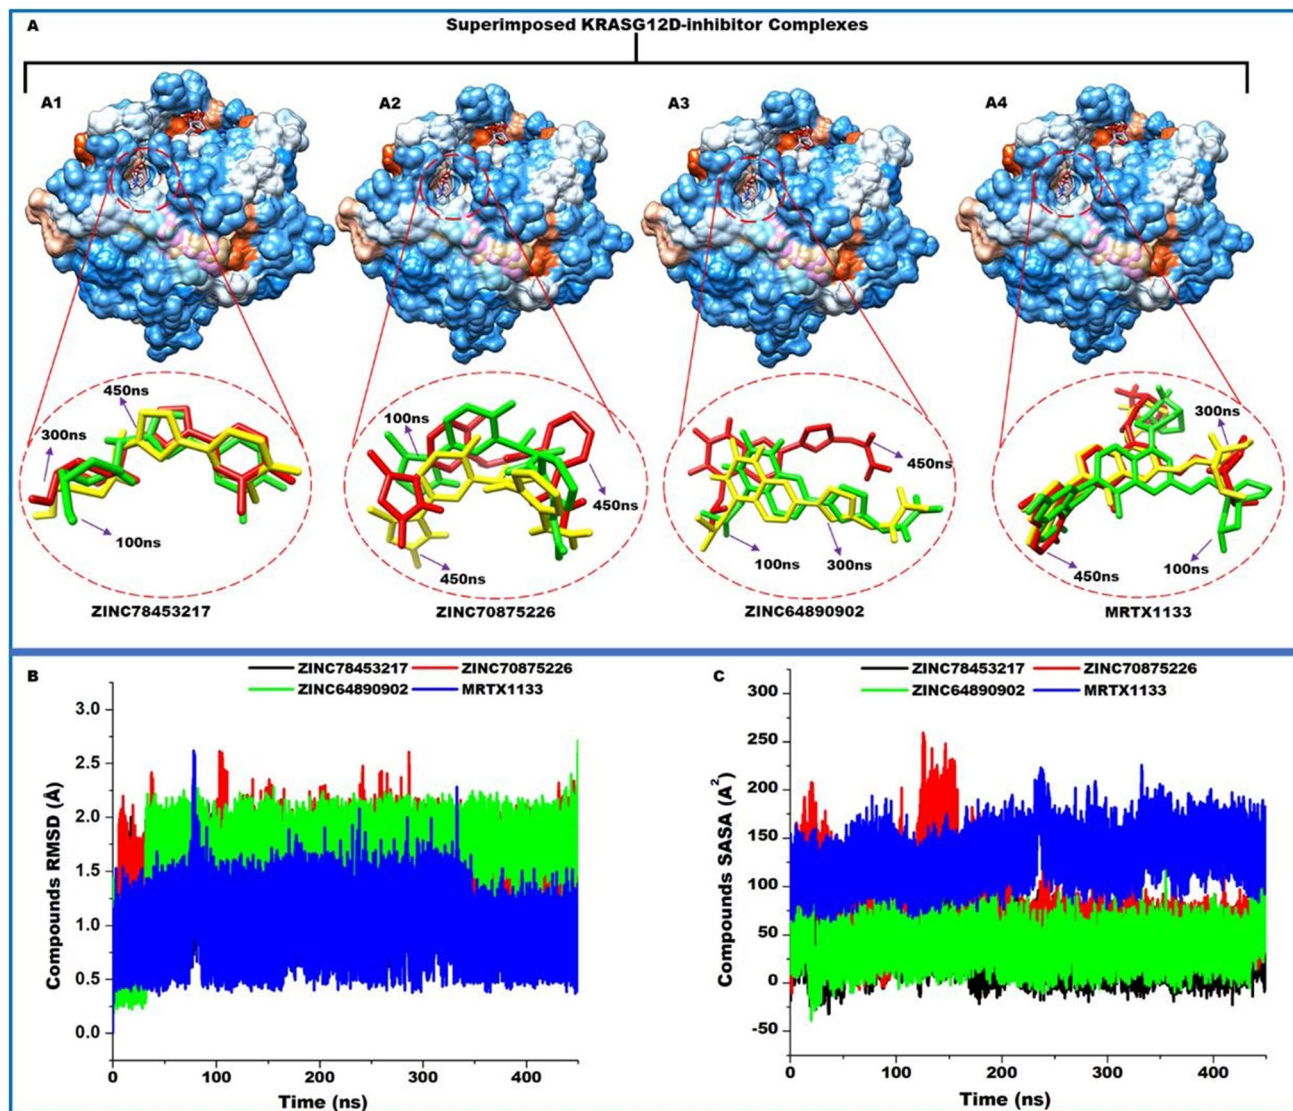 A
Superimposed KRASG12D-inhibitor Complexes
A1
A2
A3
A4
450ns
300ns
100ns
ZINC78453217
100ns
450ns
450ns
ZINC70875226
450ns
100ns
300ns
ZINC64890902
300ns
450ns
100ns
MRTX1133
B
ZINC78453217
ZINC70875226
ZINC64890902
MRTX1133
Compounds RMSD (Å)
3.0
2.5
2.0
1.5
1.0
0.5
0.0
0
100
200
300
400
Time (ns)
C
ZINC78453217
ZINC70875226
ZINC64890902
MRTX1133
Compounds SASA (A²)
300
250
200
150
100
50
0
-50
0
100
200
300
400
Time (ns)